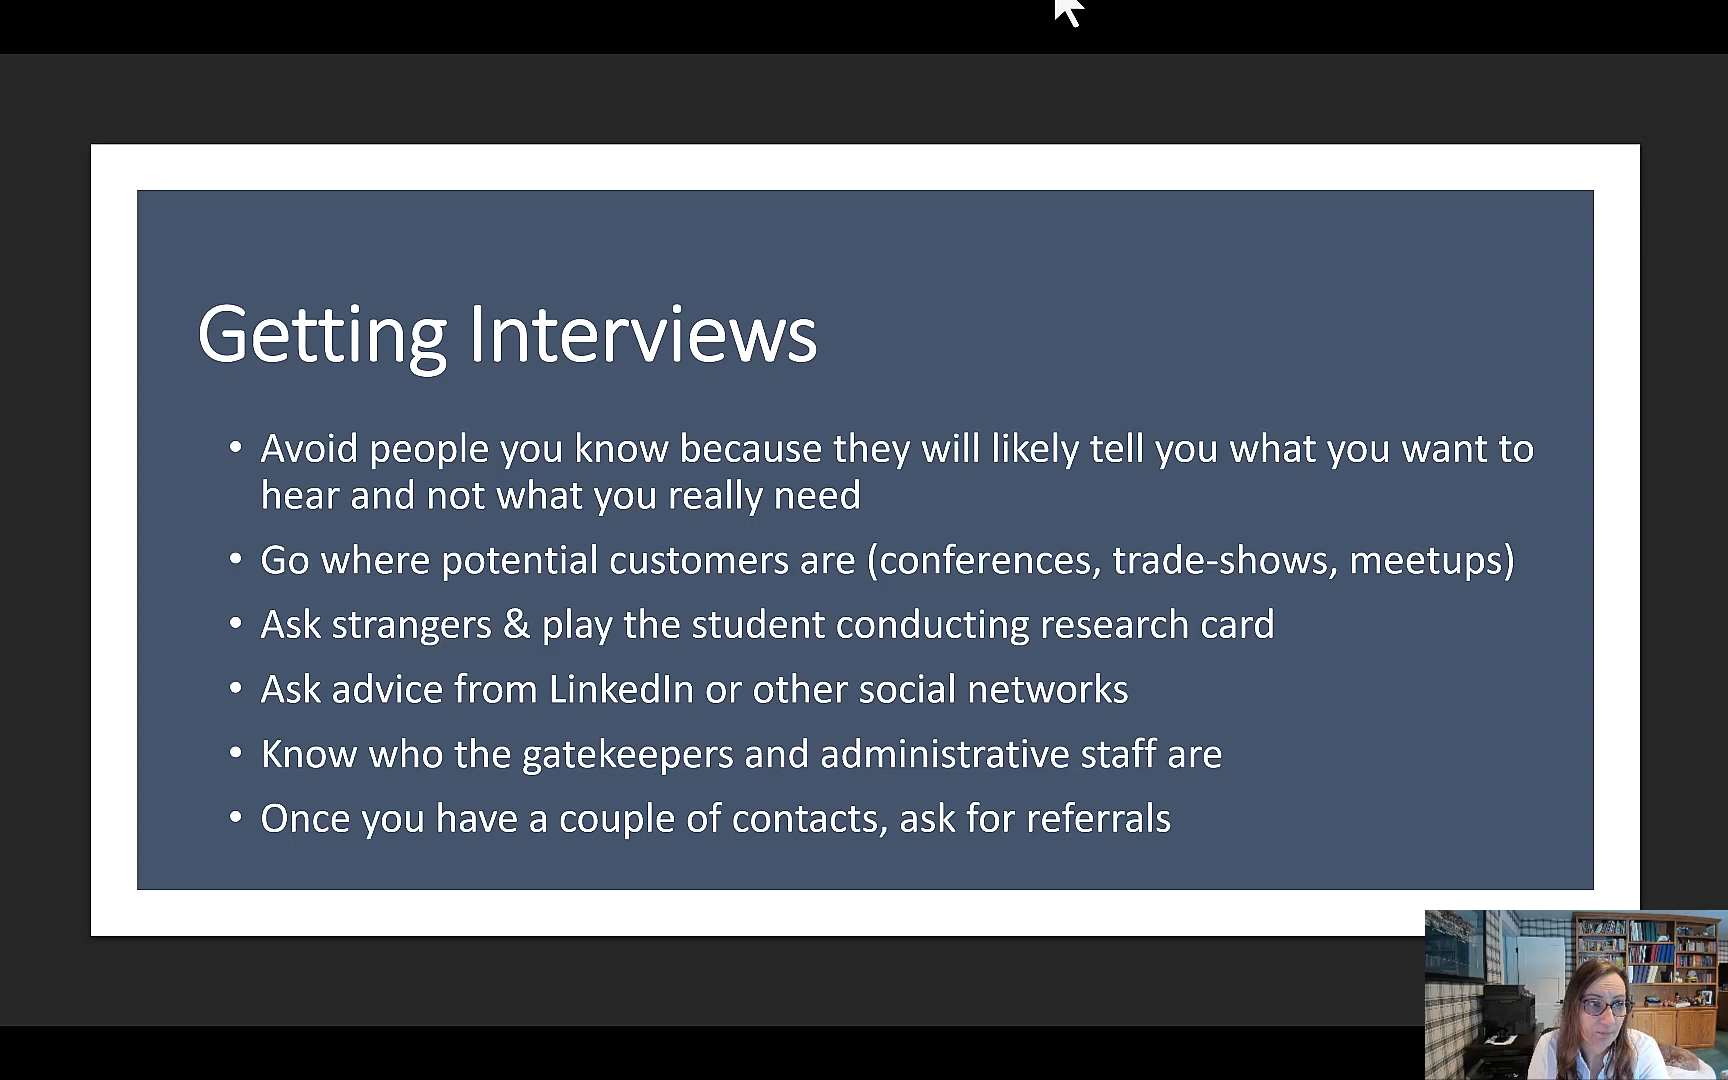 Getting Interviews
• Avoid people you know because they will likely tell you what you want to
hear and not what you really need
• Go where potential customers are (conferences, trade-shows, meetups)
• Ask strangers & play the student conducting research card
• Ask advice from LinkedIn or other social networks
• Know who the gatekeepers and administrative staff are
• Once you have a couple of contacts, ask for referrals